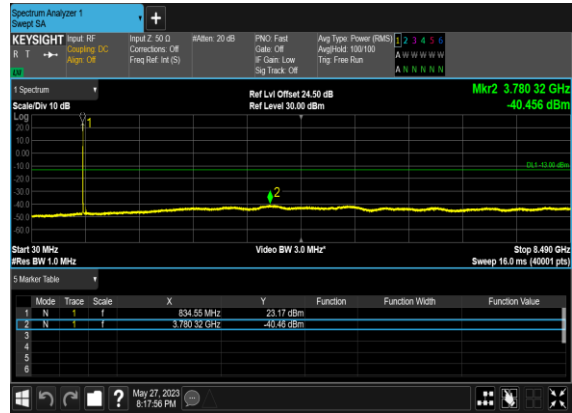 Spectrum Analyzer 1
Swept SA
+
KEYSIGHT Input: RF Input Z: 50 Ω #Atten: 20 dB PNO: Fast Avg Type: Power (RMS) 1 2 3 4 5 6
R T Coupling: DC Corrections: Off Gate: Off Avg|Hold: 100/100 A W W W W W
Align: Off Freq Ref: Int (S) IF Gain: Low Trig: Free Run
Sig Track: Off A N N N N N
1 Spectrum Ref Lvl Offset 24.50 dB Mkr2 3.780 32 GHz
Scale/Div 10 dB Ref Level 30.00 dBm -40.456 dBm
Log
20.0
10.0
0.00
-10.0
-20.0
-30.0
-40.0
-50.0
-60.0
1
DL1 -13.00 dBm
2
Start 30 MHz Video BW 3.0 MHz* Stop 8.490 GHz
#Res BW 1.0 MHz Sweep 16.0 ms (40001 pts)
5 Marker Table
Mode Trace Scale X Y Function Function Width Function Value
1 N 1 f 834.55 MHz 23.17 dBm
2 N 1 f 3.780 32 GHz -40.46 dBm
3
4
5
6
? May 27, 2023
8:17:56 PM